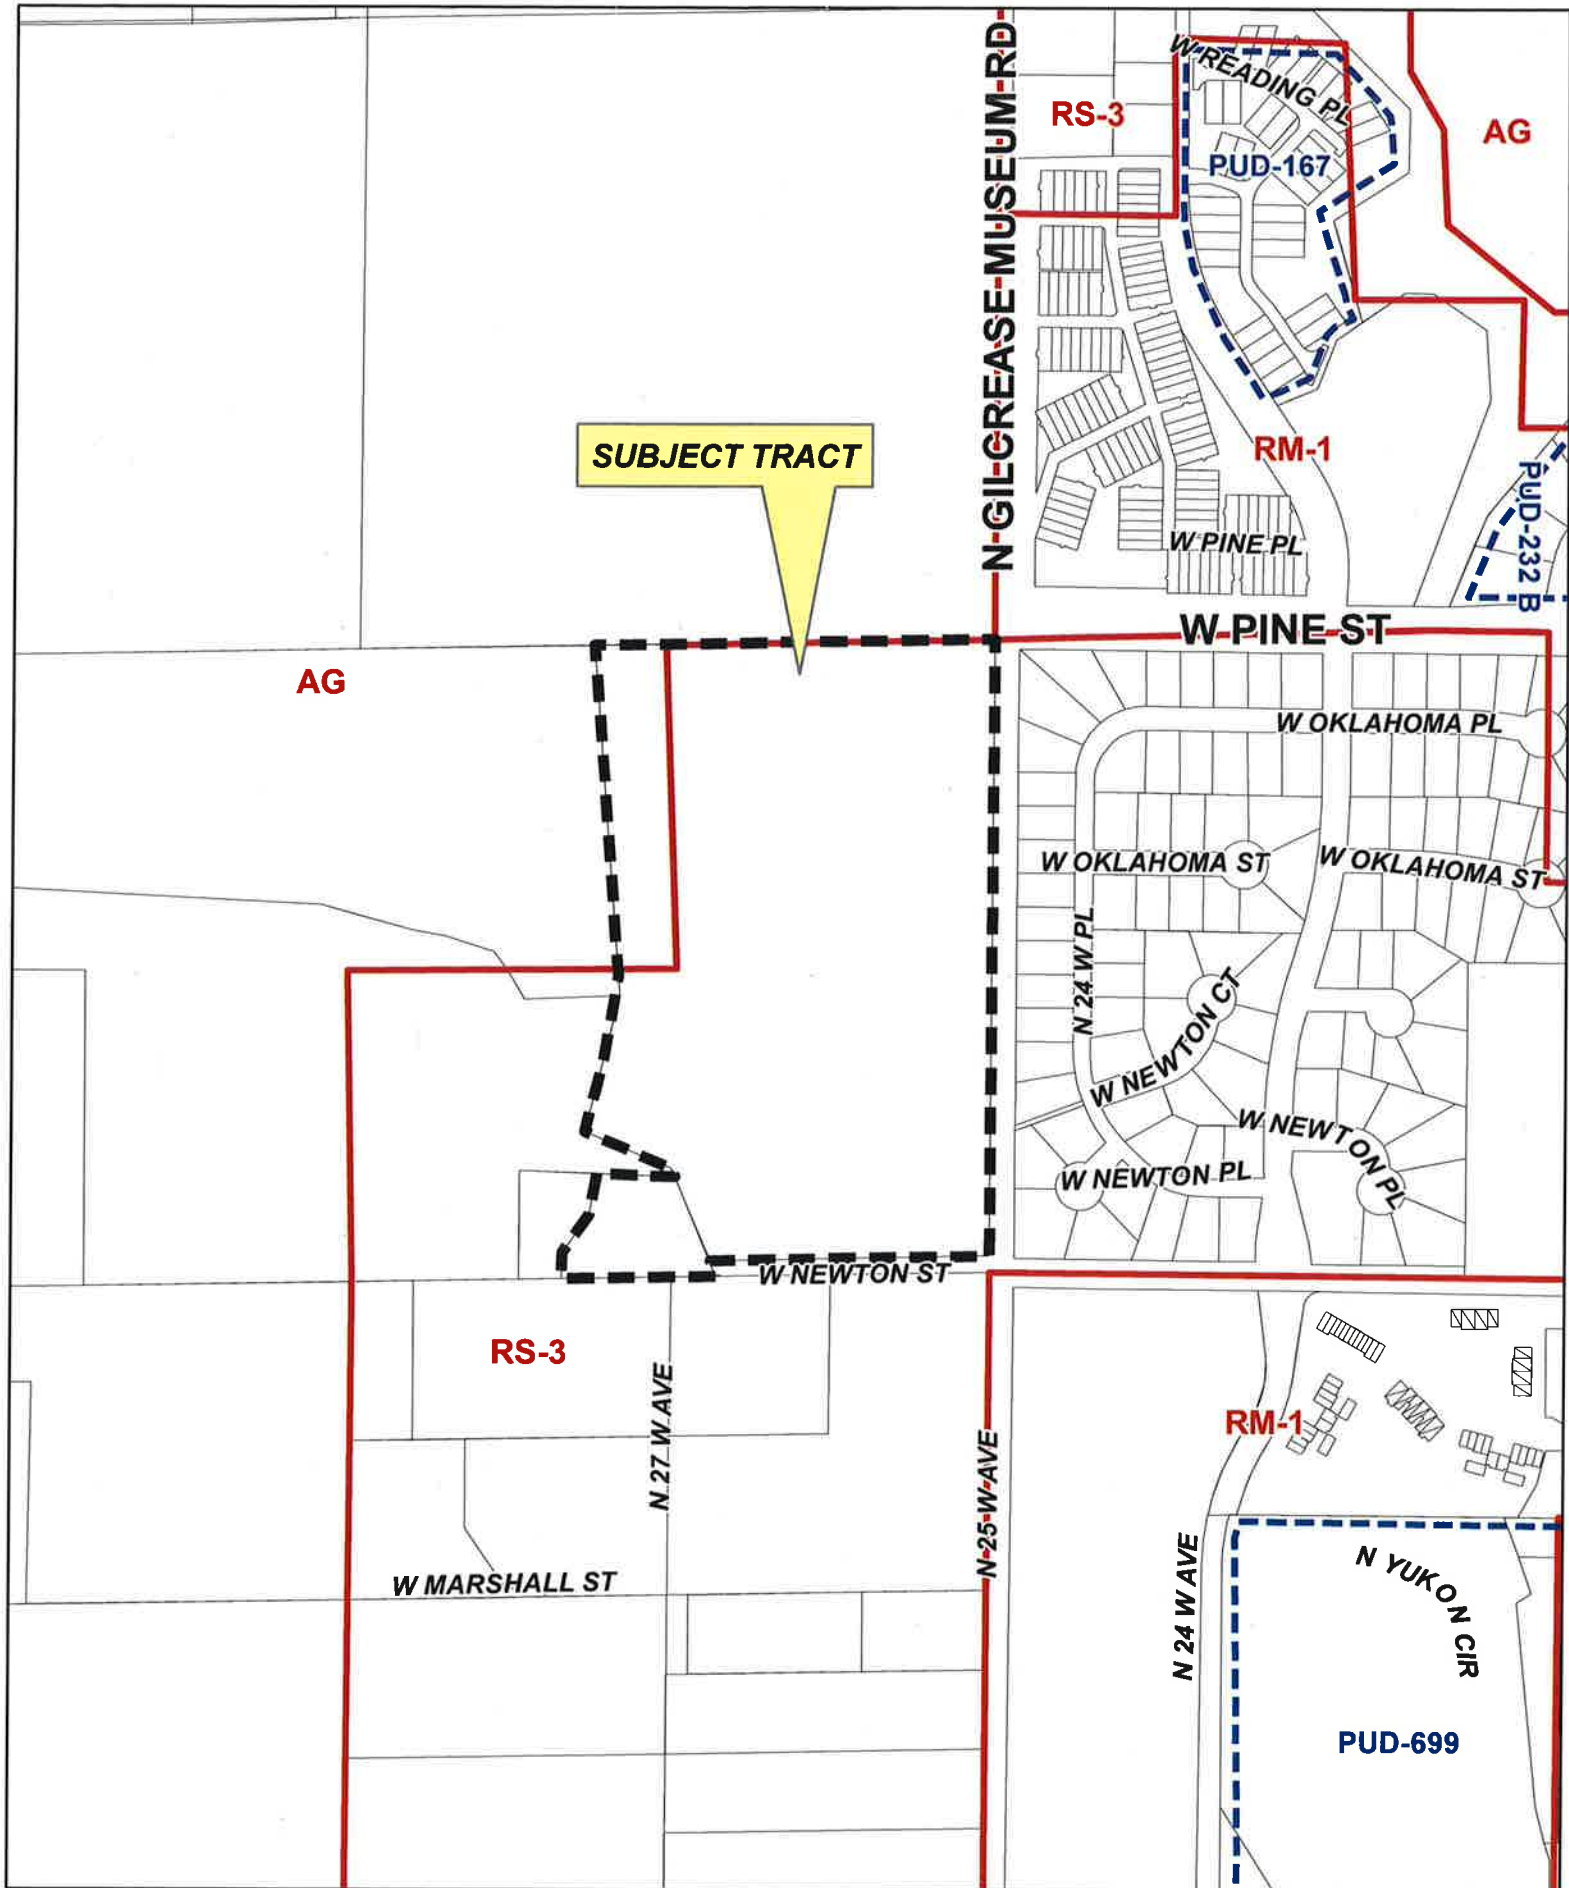 N GILCREASE MUSEUM RD
W READING PL
RS-3
AG
PUD-167
SUBJECT TRACT
RM-1
PUD-232 B
W PINE PL
W PINE ST
AG
W OKLAHOMA PL
W OKLAHOMA ST
W OKLAHOMA ST
N 24 W PL
W NEWTON CT
W NEWTON PL
W NEWTON PL
W NEWTON ST
RS-3
N 27 W AVE
RM-1
N 25 W AVE
N 24 W AVE
N YUKON CIR
W MARSHALL ST
PUD-699